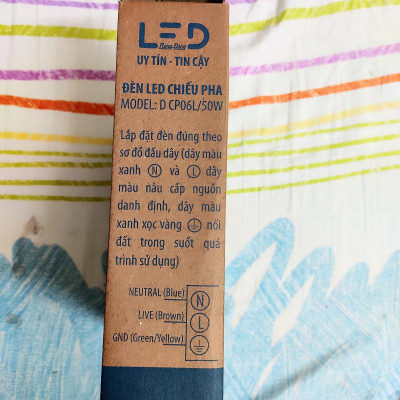 LED
Rạng Đông
UY TÍN - TIN CẬY
ĐÈN LED CHIẾU PHA
MODEL: D CP06L/50W
Lắp đặt đèn đúng theo
sơ đồ đấu dây (dây màu
xanh N và L dây
màu nâu cấp nguồn
danh định, dây màu
xanh xọc vàng ⏚ nối
đất trong suốt quá
trình sử dụng)
NEUTRAL (Blue) N
LIVE (Brown) L
GND (Green/Yellow) ⏚